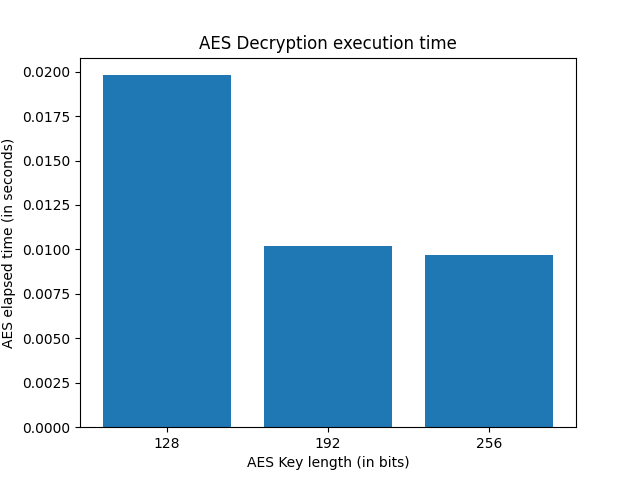 AES Decryption execution time
AES elapsed time (in seconds)
0.0200
0.0175
0.0150
0.0125
0.0100
0.0075
0.0050
0.0025
0.0000
128 192 256
AES Key length (in bits)